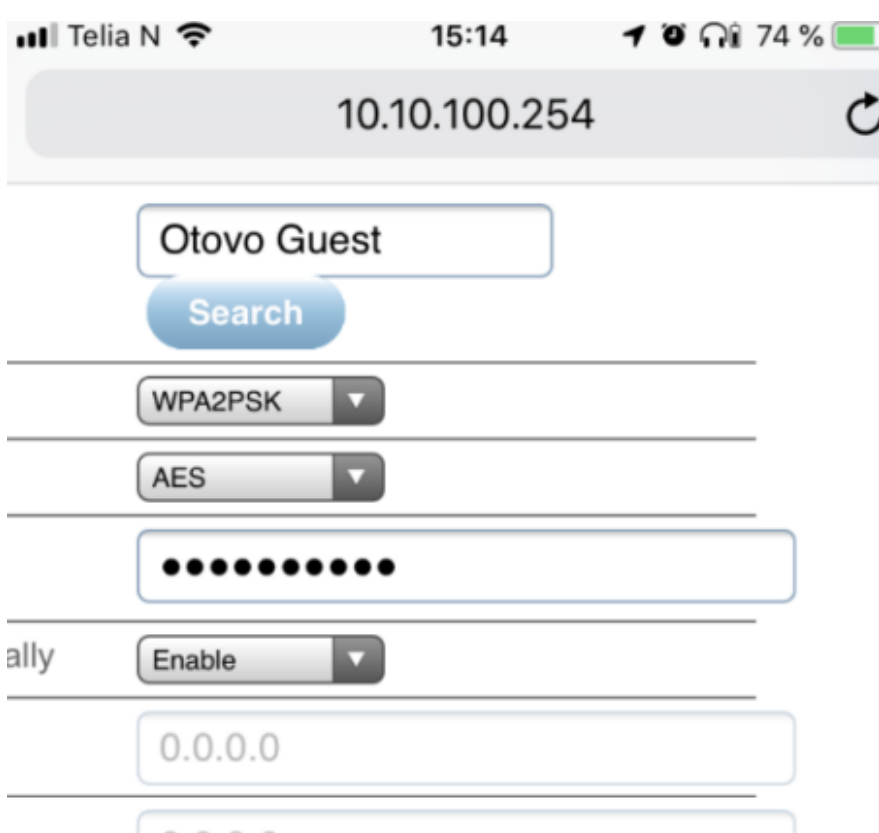 Telia N 15:14 74 %
10.10.100.254
Otovo Guest
Search
WPA2PSK
AES
●●●●●●●●●●
ally Enable
0.0.0.0